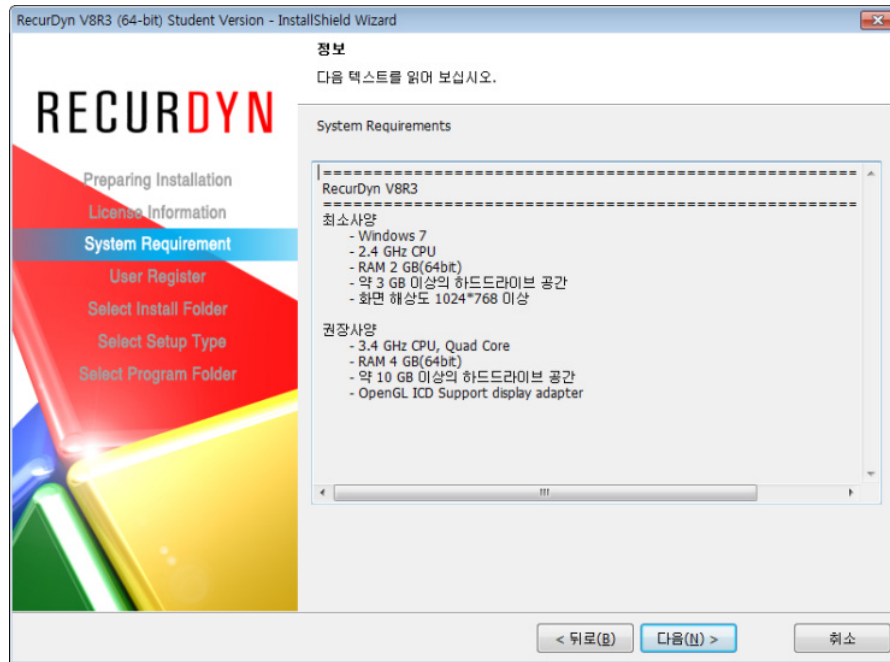 RecurDyn V8R3 (64-bit) Student Version - InstallShield Wizard
정보
다음 텍스트를 읽어 보십시오.
RECURDYN
Preparing Installation
License Information
System Requirement
User Register
Select Install Folder
Select Setup Type
Select Program Folder
System Requirements
=====================================================
RecurDyn V8R3
=====================================================
최소사양
- Windows 7
- 2.4 GHz CPU
- RAM 2 GB(64bit)
- 약 3 GB 이상의 하드드라이브 공간
- 화면 해상도 1024*768 이상
권장사양
- 3.4 GHz CPU, Quad Core
- RAM 4 GB(64bit)
- 약 10 GB 이상의 하드드라이브 공간
- OpenGL ICD Support display adapter
< 뒤로(B)
다음(N) >
취소